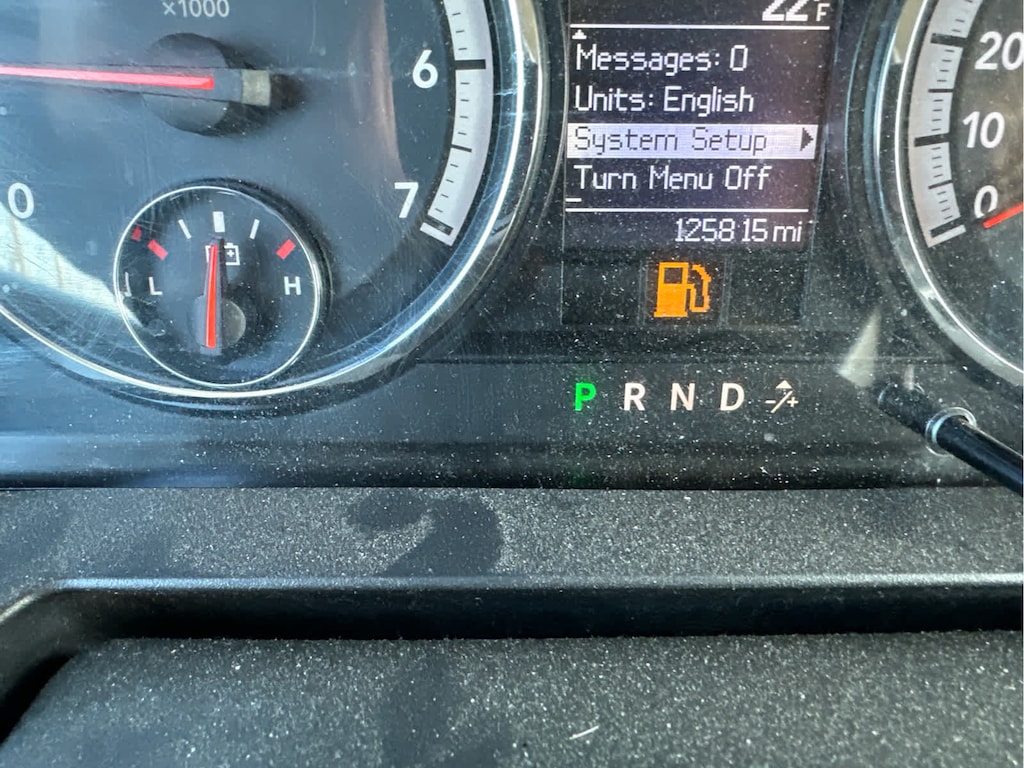 ×1000
22°F
6
Messages: 0
20
Units: English
System Setup
10
Turn Menu Off
0
7
0
125815 mi
L
H
P R N D -/+